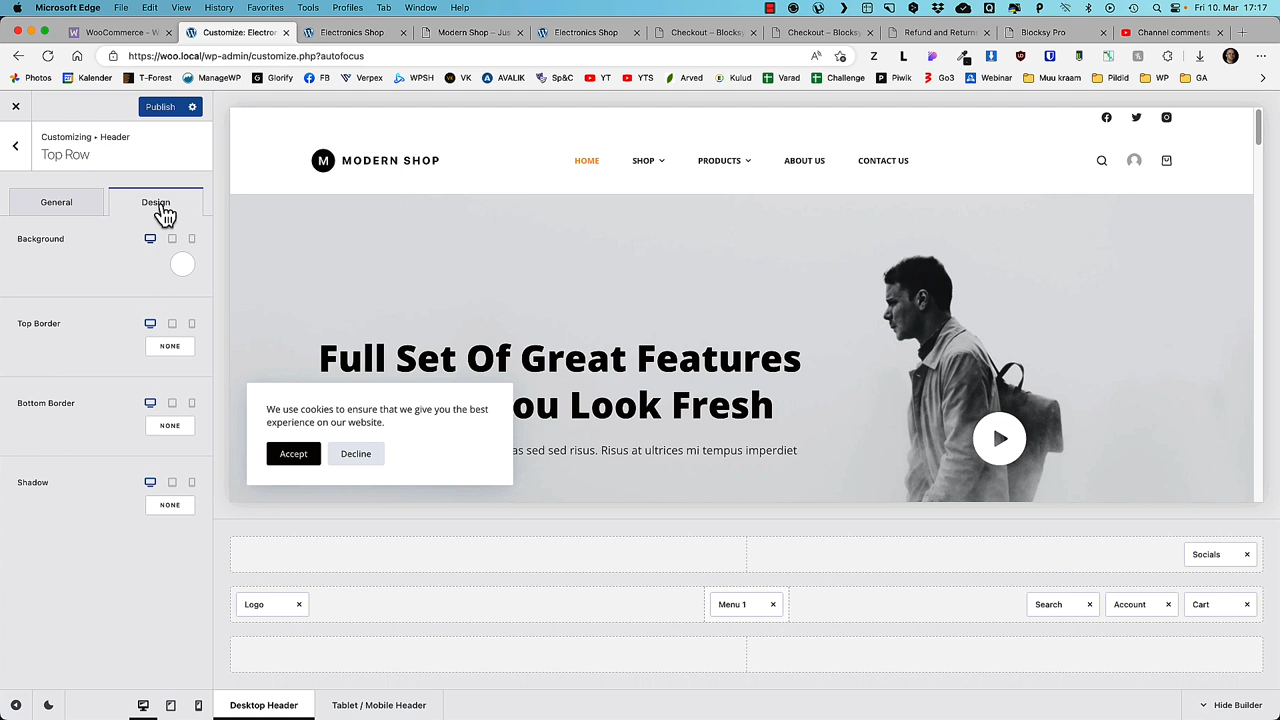 Microsoft Edge File Edit View History Favorites Tools Profiles Tab Window Help
Fri 10. Mar 17:17
WooCommerce – W
Customize: Electron
Electronics Shop
Modern Shop – Jus
Electronics Shop
Checkout – Blocksy
Checkout – Blocksy
Refund and Return
Blocksy Pro
Channel comments
https://woo.local/wp-admin/customize.php?autofocus
Photos Kalender T-Forest ManageWP Glorify FB Verpex WPSH VK AVALIK Sp&C YT YTS Arved Kulud Varad Challenge Piwik Go3 Webinar Muu kraam Pildid WP GA
Publish
Customizing ▸ Header
Top Row
General
Design
Background
Top Border
NONE
Bottom Border
NONE
Shadow
NONE
M MODERN SHOP
HOME SHOP PRODUCTS ABOUT US CONTACT US
Full Set Of Great Features
ou Look Fresh
as sed sed risus. Risus at ultrices mi tempus imperdiet
We use cookies to ensure that we give you the best
experience on our website.
Accept
Decline
Socials
Logo
Menu 1
Search
Account
Cart
Desktop Header
Tablet / Mobile Header
Hide Builder